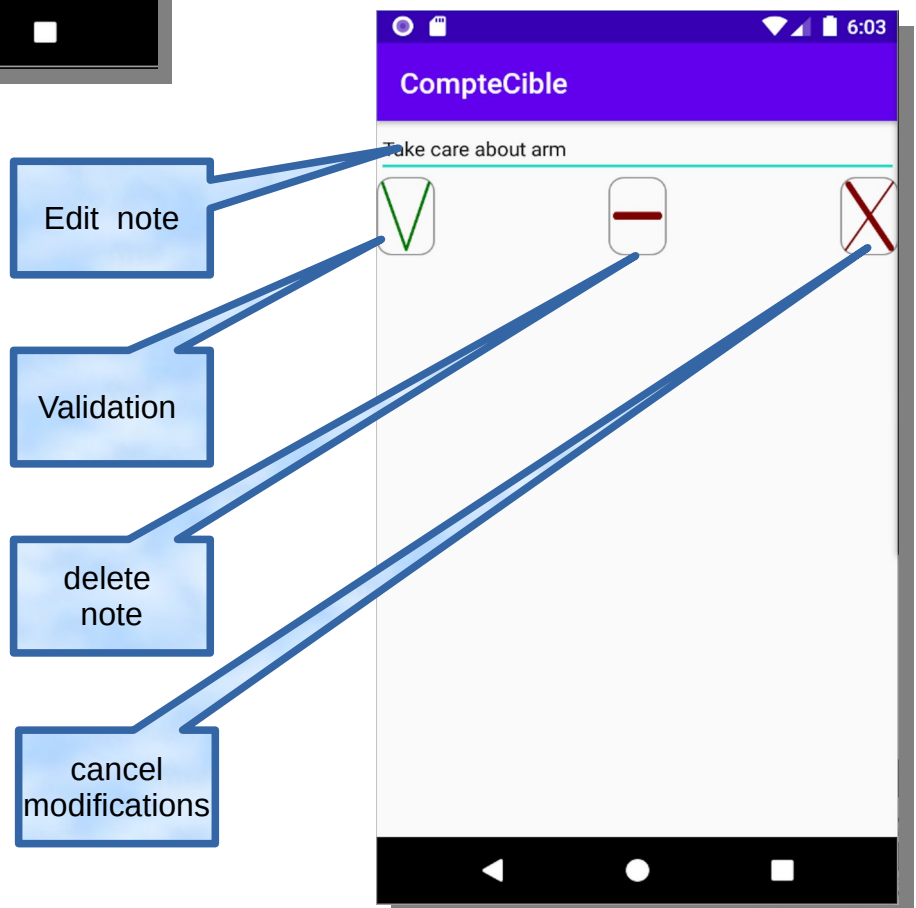 6:03
CompteCible
Take care about arm
Edit note
Validation
delete
note
cancel
modifications